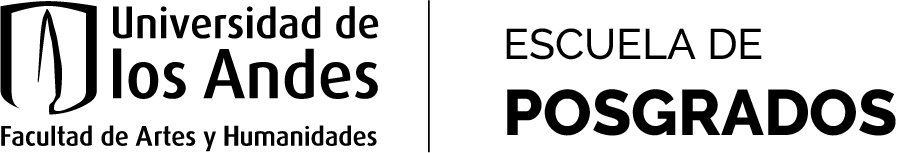 Universidad de
los Andes
Facultad de Artes y Humanidades
ESCUELA DE
POSGRADOS